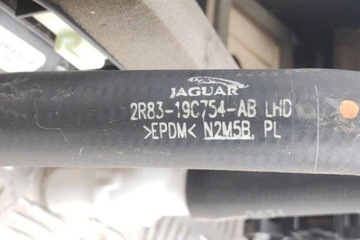 JAGUAR
2R83-19C754-AB LHD
>EPDM< N2M5B PL